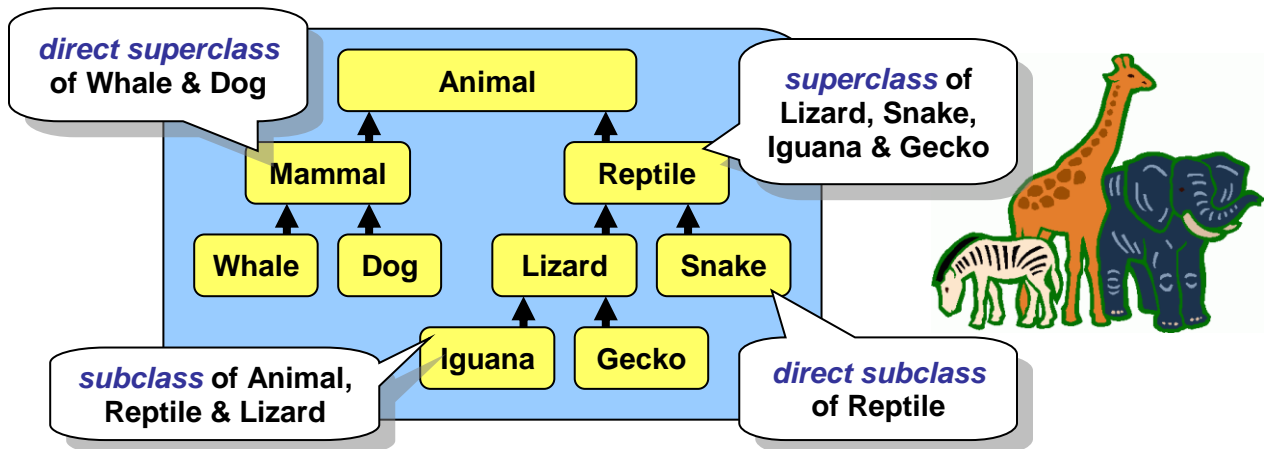 direct superclass
of Whale & Dog
Animal
superclass of
Lizard, Snake,
Iguana & Gecko
Mammal
Reptile
Whale
Dog
Lizard
Snake
Iguana
Gecko
subclass of Animal,
Reptile & Lizard
direct subclass
of Reptile